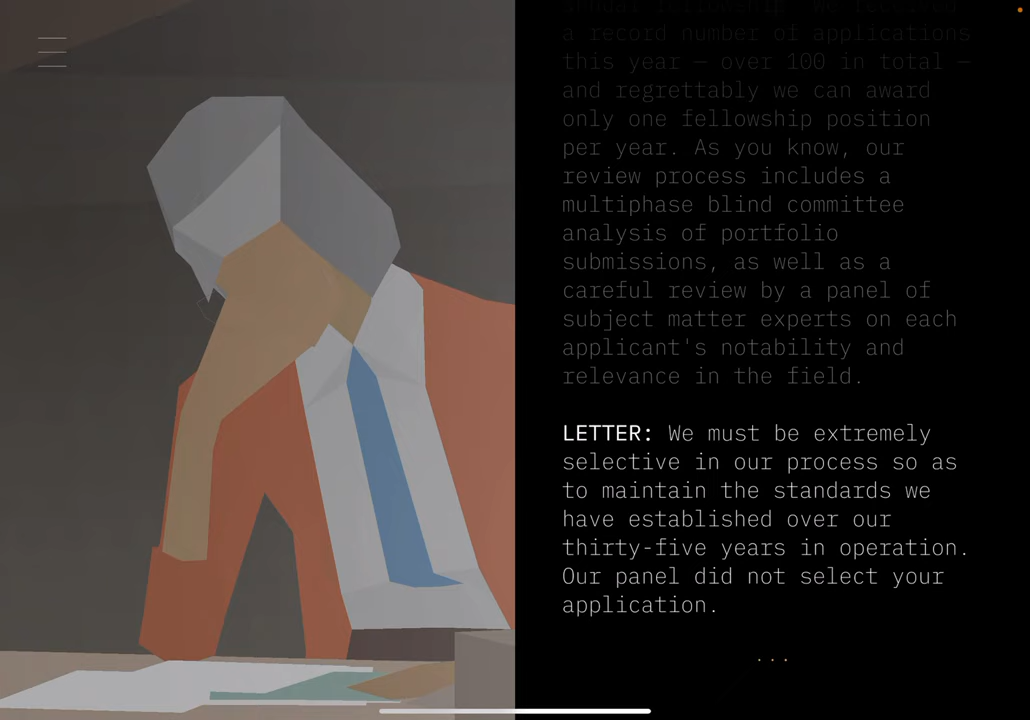 annual fellowship. We received
a record number of applications
this year — over 100 in total —
and regrettably we can award
only one fellowship position
per year. As you know, our
review process includes a
multiphase blind committee
analysis of portfolio
submissions, as well as a
careful review by a panel of
subject matter experts on each
applicant's notability and
relevance in the field.
LETTER: We must be extremely
selective in our process so as
to maintain the standards we
have established over our
thirty-five years in operation.
Our panel did not select your
application.
...